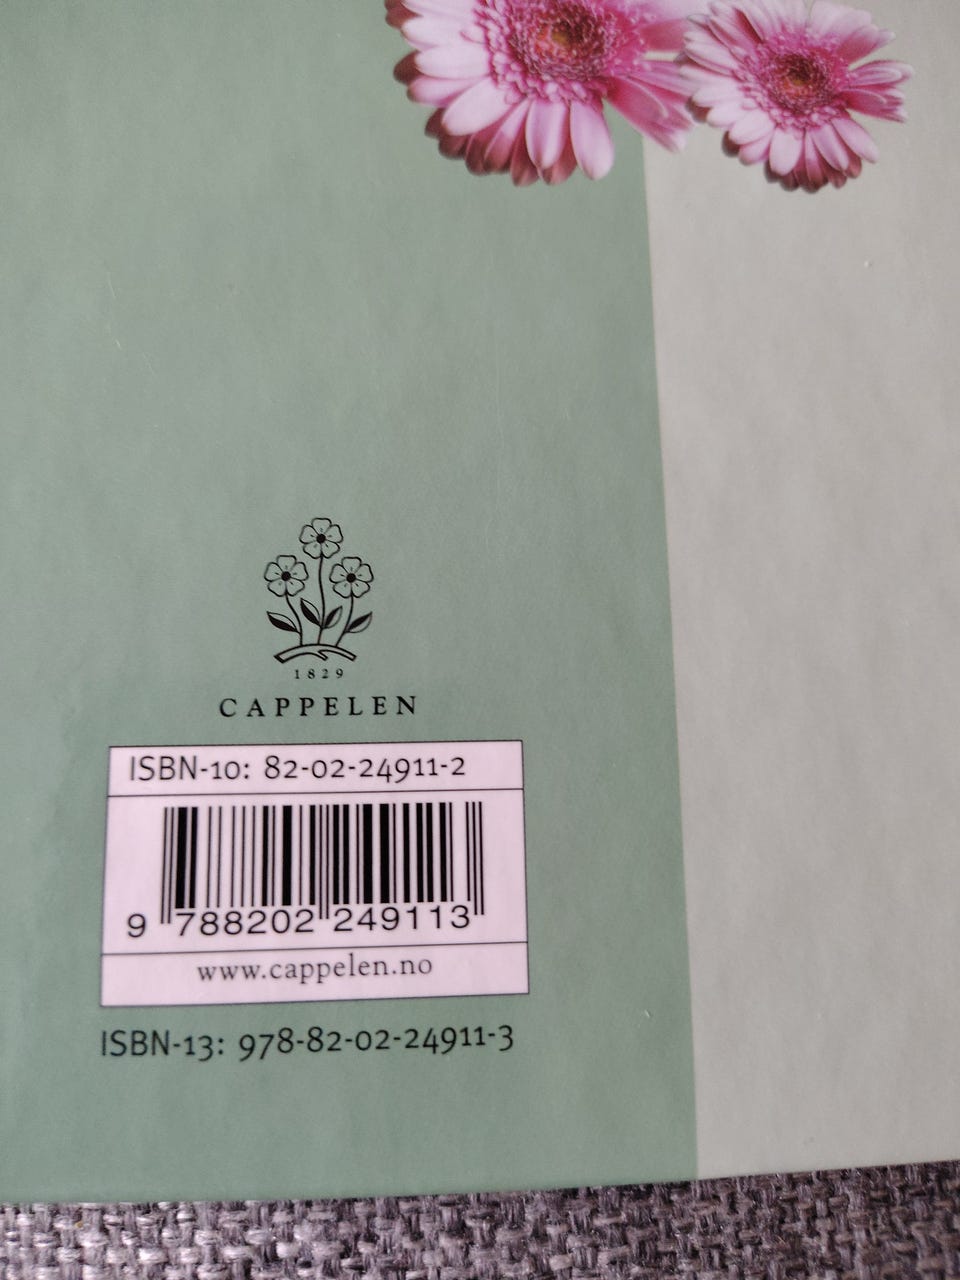 1829
CAPPELEN
ISBN-10: 82-02-24911-2
9 788202 249113
www.cappelen.no
ISBN-13: 978-82-02-24911-3